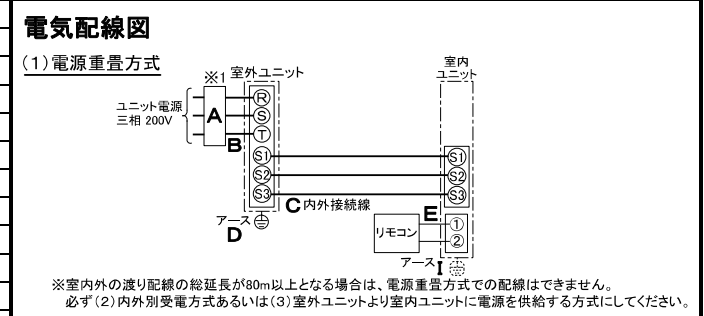 電気配線図
(1)電源重畳方式
※1 室外ユニット
室内
ユニット
ユニット電源
三相 200V
A
R
S
T
B
S1
S2
S3
S1
S2
S3
C 内外接続線
アース
D
リモコン
E
①
②
アース I
※室内外の渡り配線の総延長が80m以上となる場合は、電源重畳方式での配線はできません。
必ず(2)内外別受電方式あるいは(3)室外ユニットより室内ユニットに電源を供給する方式にしてください。